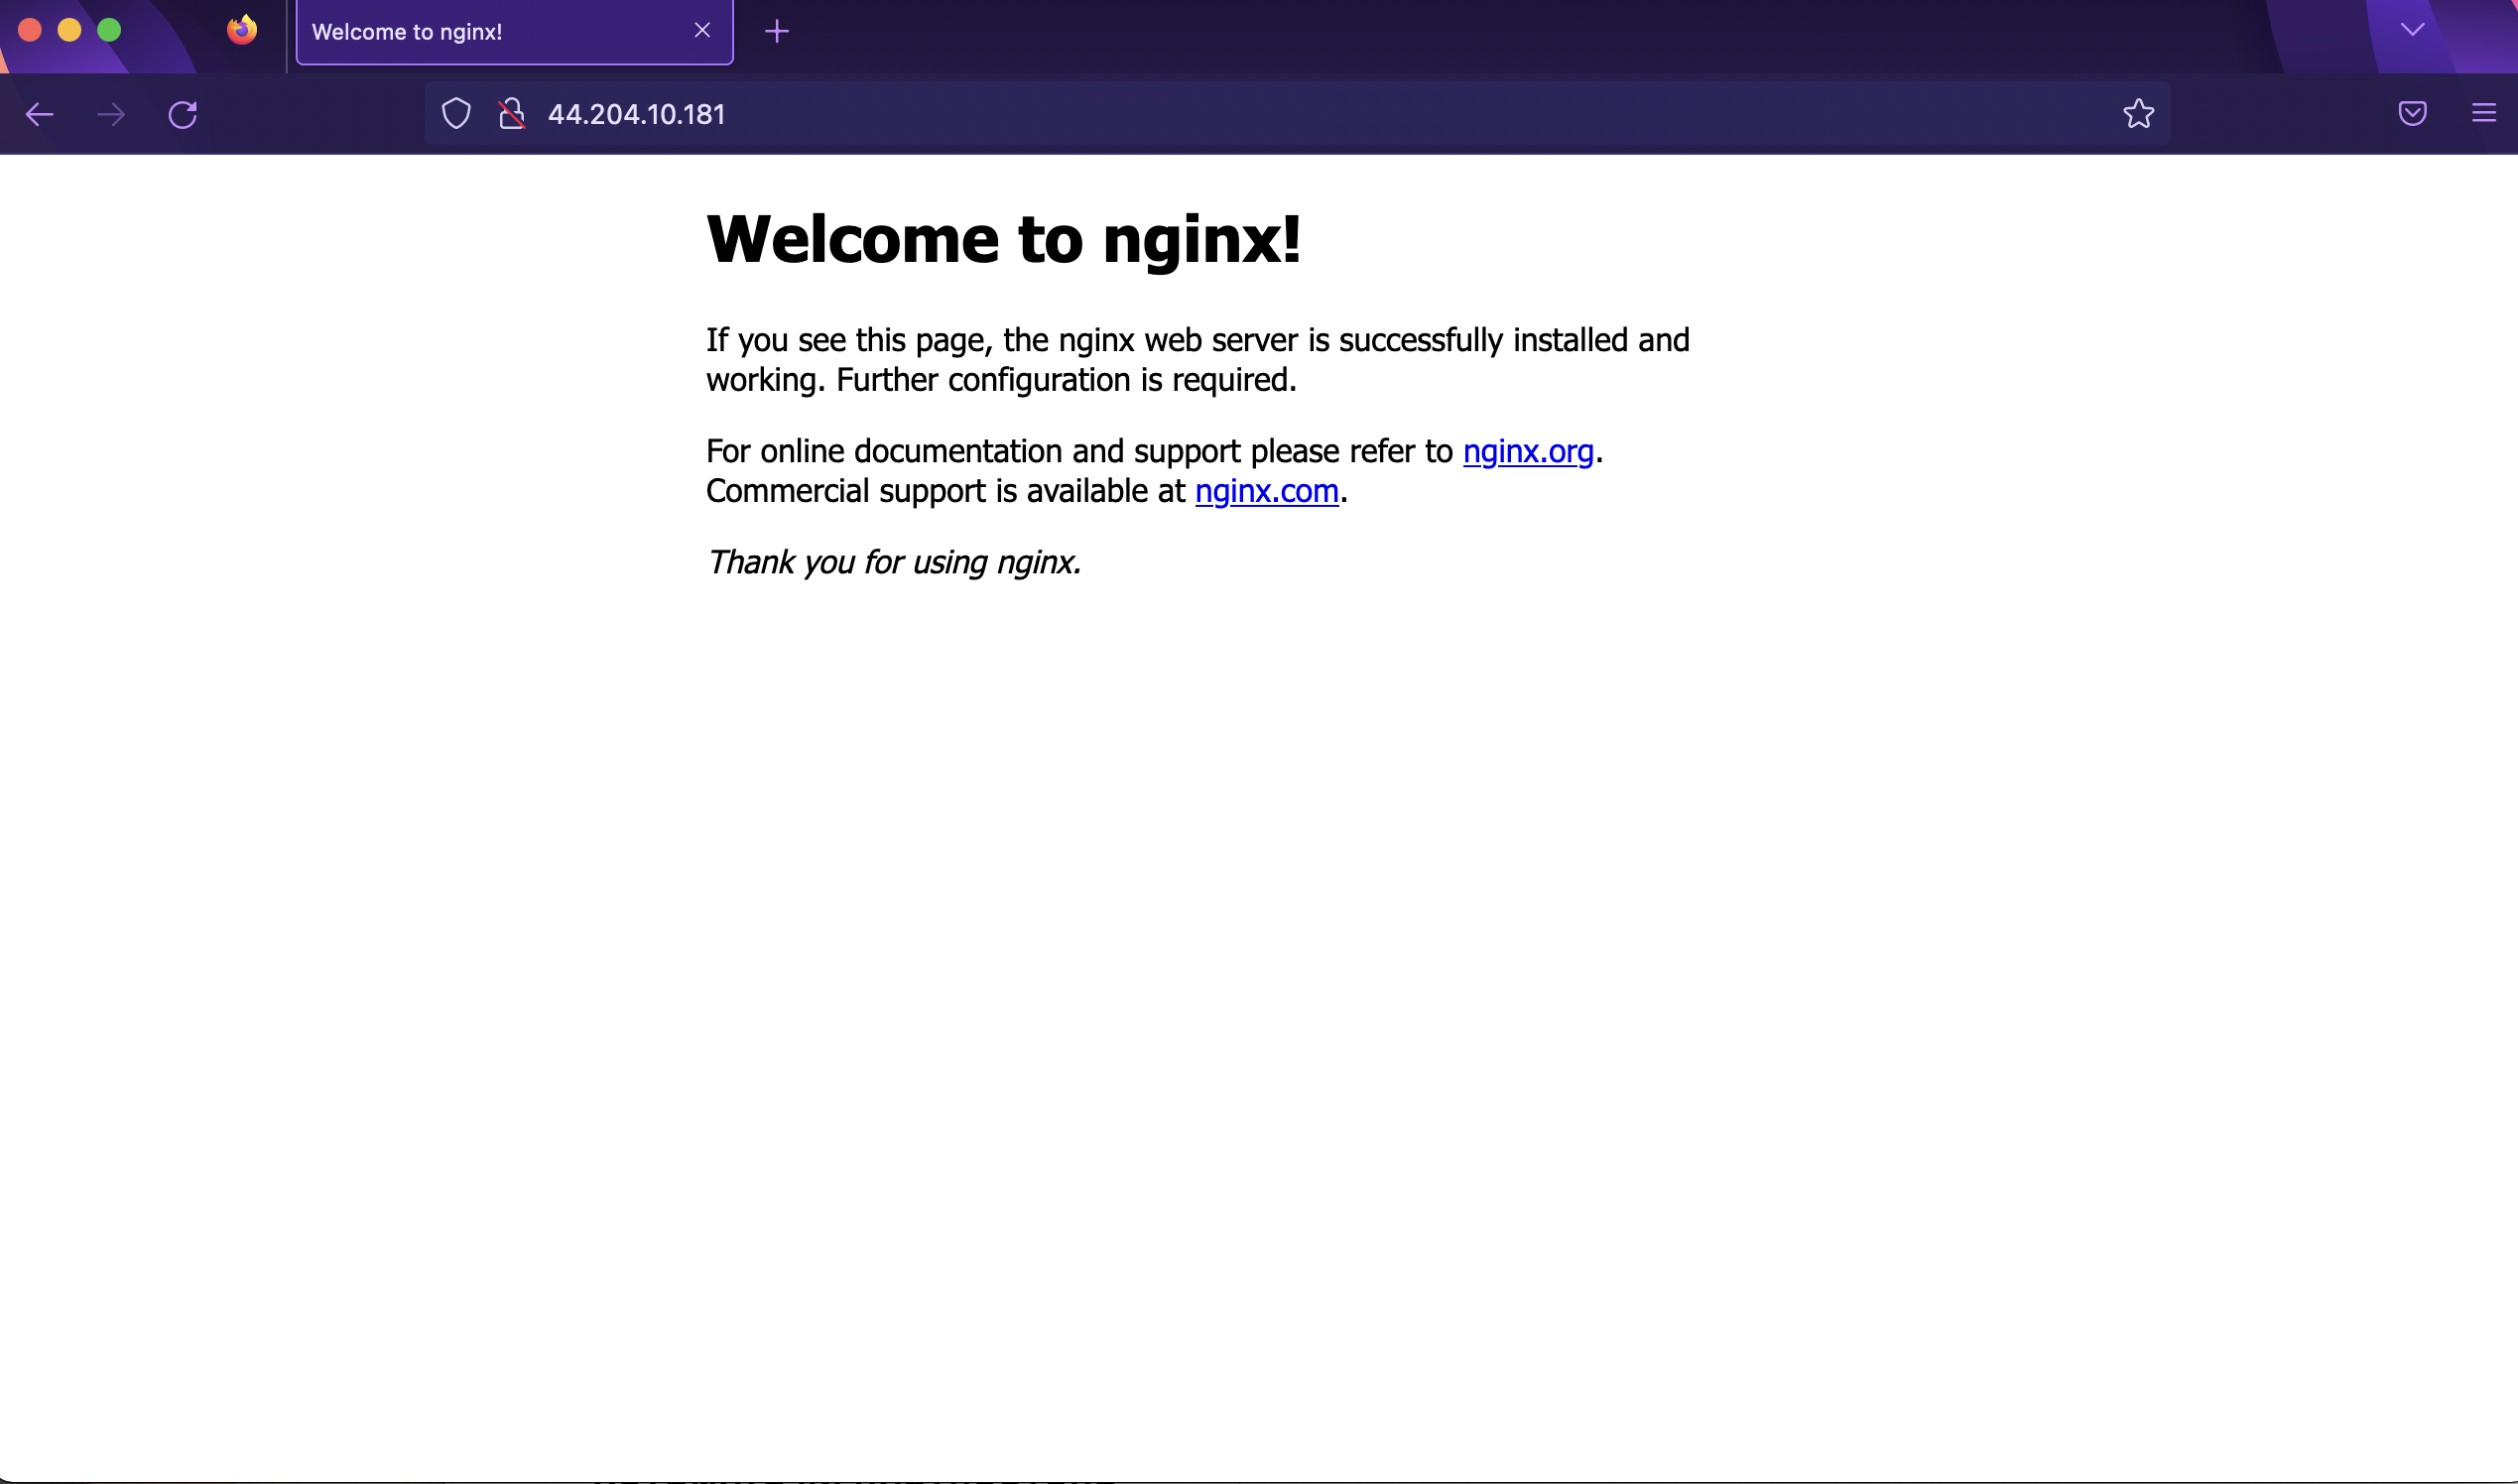 Welcome to nginx!
44.204.10.181
Welcome to nginx!
If you see this page, the nginx web server is successfully installed and
working. Further configuration is required.
For online documentation and support please refer to nginx.org.
Commercial support is available at nginx.com.
Thank you for using nginx.